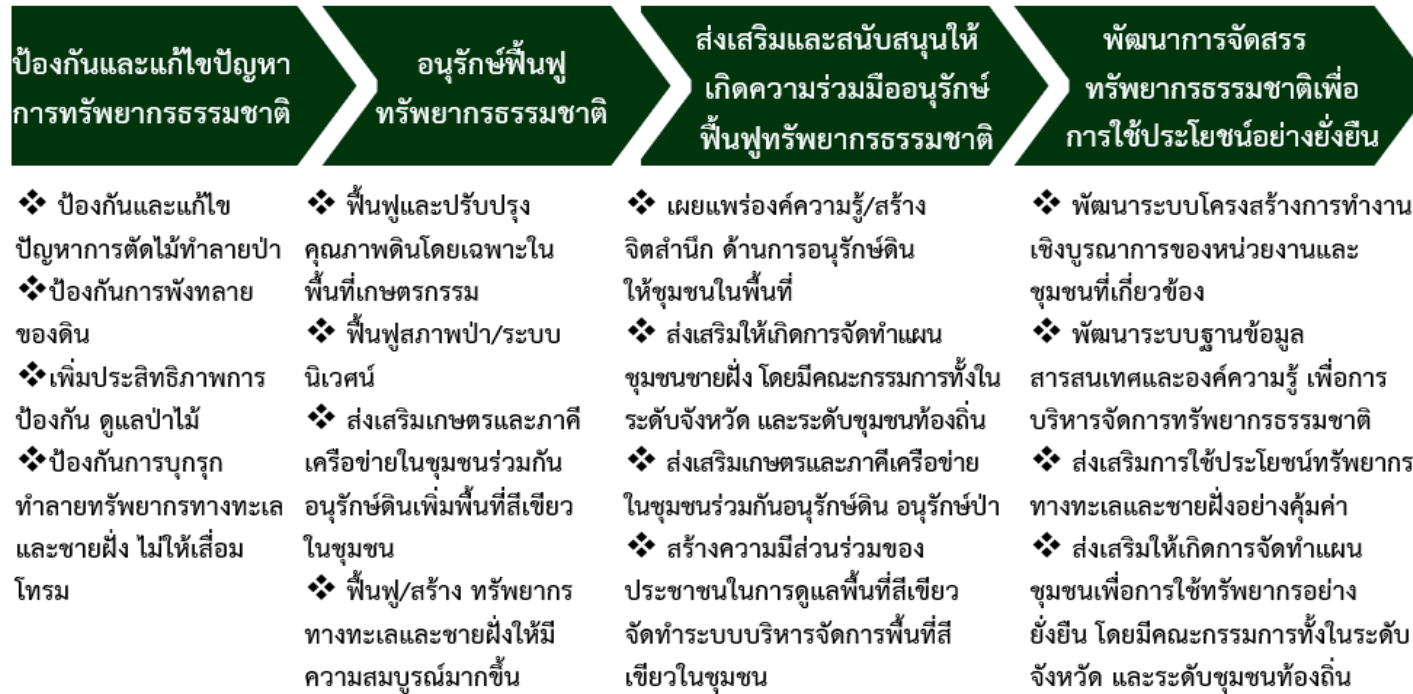 ป้องกันและแก้ไขปัญหา
การทรัพยากรธรรมชาติ
อนุรักษ์ฟื้นฟู
ทรัพยากรธรรมชาติ
ส่งเสริมและสนับสนุนให้
เกิดความร่วมมืออนุรักษ์
ฟื้นฟูทรัพยากรธรรมชาติ
พัฒนาการจัดสรร
ทรัพยากรธรรมชาติเพื่อ
การใช้ประโยชน์อย่างยั่งยืน
❖ ป้องกันและแก้ไข
ปัญหาการตัดไม้ทำลายป่า
❖ป้องกันการพังทลาย
ของดิน
❖เพิ่มประสิทธิภาพการ
ป้องกัน ดูแลป่าไม้
❖ป้องกันการบุกรุก
ทำลายทรัพยากรทางทะเล
และชายฝั่ง ไม่ให้เสื่อม
โทรม
❖ ฟื้นฟูและปรับปรุง
คุณภาพดินโดยเฉพาะใน
พื้นที่เกษตรกรรม
❖ ฟื้นฟูสภาพป่า/ระบบ
นิเวศน์
❖ ส่งเสริมเกษตรและภาคี
เครือข่ายในชุมชนร่วมกัน
อนุรักษ์ดินเพิ่มพื้นที่สีเขียว
ในชุมชน
❖ ฟื้นฟู/สร้าง ทรัพยากร
ทางทะเลและชายฝั่งให้มี
ความสมบูรณ์มากขึ้น
❖ เผยแพร่องค์ความรู้/สร้าง
จิตสำนึก ด้านการอนุรักษ์ดิน
ให้ชุมชนในพื้นที่
❖ ส่งเสริมให้เกิดการจัดทำแผน
ชุมชนชายฝั่ง โดยมีคณะกรรมการทั้งใน
ระดับจังหวัด และระดับชุมชนท้องถิ่น
❖ ส่งเสริมเกษตรและภาคีเครือข่าย
ในชุมชนร่วมกันอนุรักษ์ดิน อนุรักษ์ป่า
❖ สร้างความมีส่วนร่วมของ
ประชาชนในการดูแลพื้นที่สีเขียว
จัดทำระบบบริหารจัดการพื้นที่สี
เขียวในชุมชน
❖ พัฒนาระบบโครงสร้างการทำงาน
เชิงบูรณาการของหน่วยงานและ
ชุมชนที่เกี่ยวข้อง
❖ พัฒนาระบบฐานข้อมูล
สารสนเทศและองค์ความรู้ เพื่อการ
บริหารจัดการทรัพยากรธรรมชาติ
❖ ส่งเสริมการใช้ประโยชน์ทรัพยากร
ทางทะเลและชายฝั่งอย่างคุ้มค่า
❖ ส่งเสริมให้เกิดการจัดทำแผน
ชุมชนเพื่อการใช้ทรัพยากรอย่าง
ยั่งยืน โดยมีคณะกรรมการทั้งในระดับ
จังหวัด และระดับชุมชนท้องถิ่น